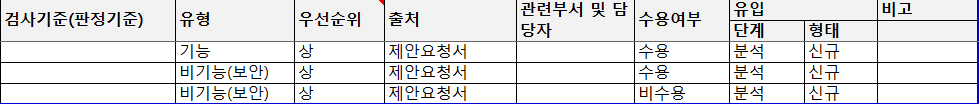 검사기준(판정기준) 유형 우선순위 출처 관련부서 및 담당자 수용여부 유입 비고
단계 형태
기능 상 제안요청서 수용 분석 신규
비기능(보안) 상 제안요청서 수용 분석 신규
비기능(보안) 상 제안요청서 비수용 분석 신규